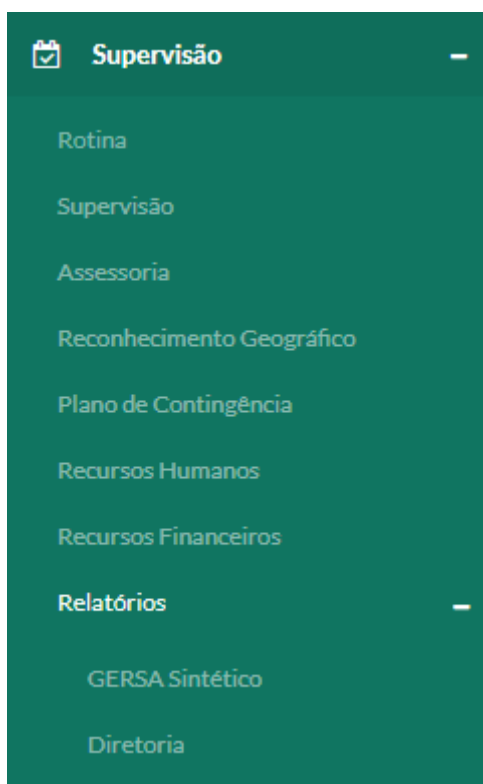 Supervisão
Rotina
Supervisão
Assessoria
Reconhecimento Geográfico
Plano de Contingência
Recursos Humanos
Recursos Financeiros
Relatórios
GERSA Sintético
Diretoria